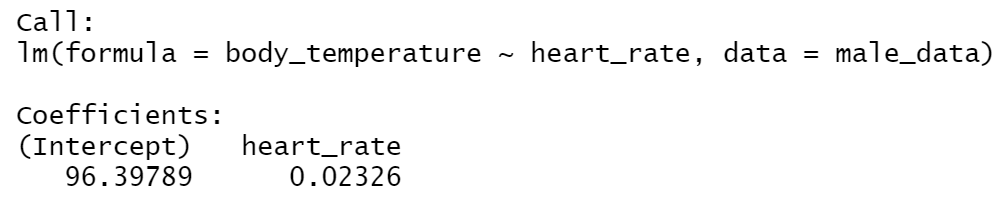 Call:
lm(formula = body_temperature ~ heart_rate, data = male_data)
Coefficients:
(Intercept) heart_rate
96.39789 0.02326